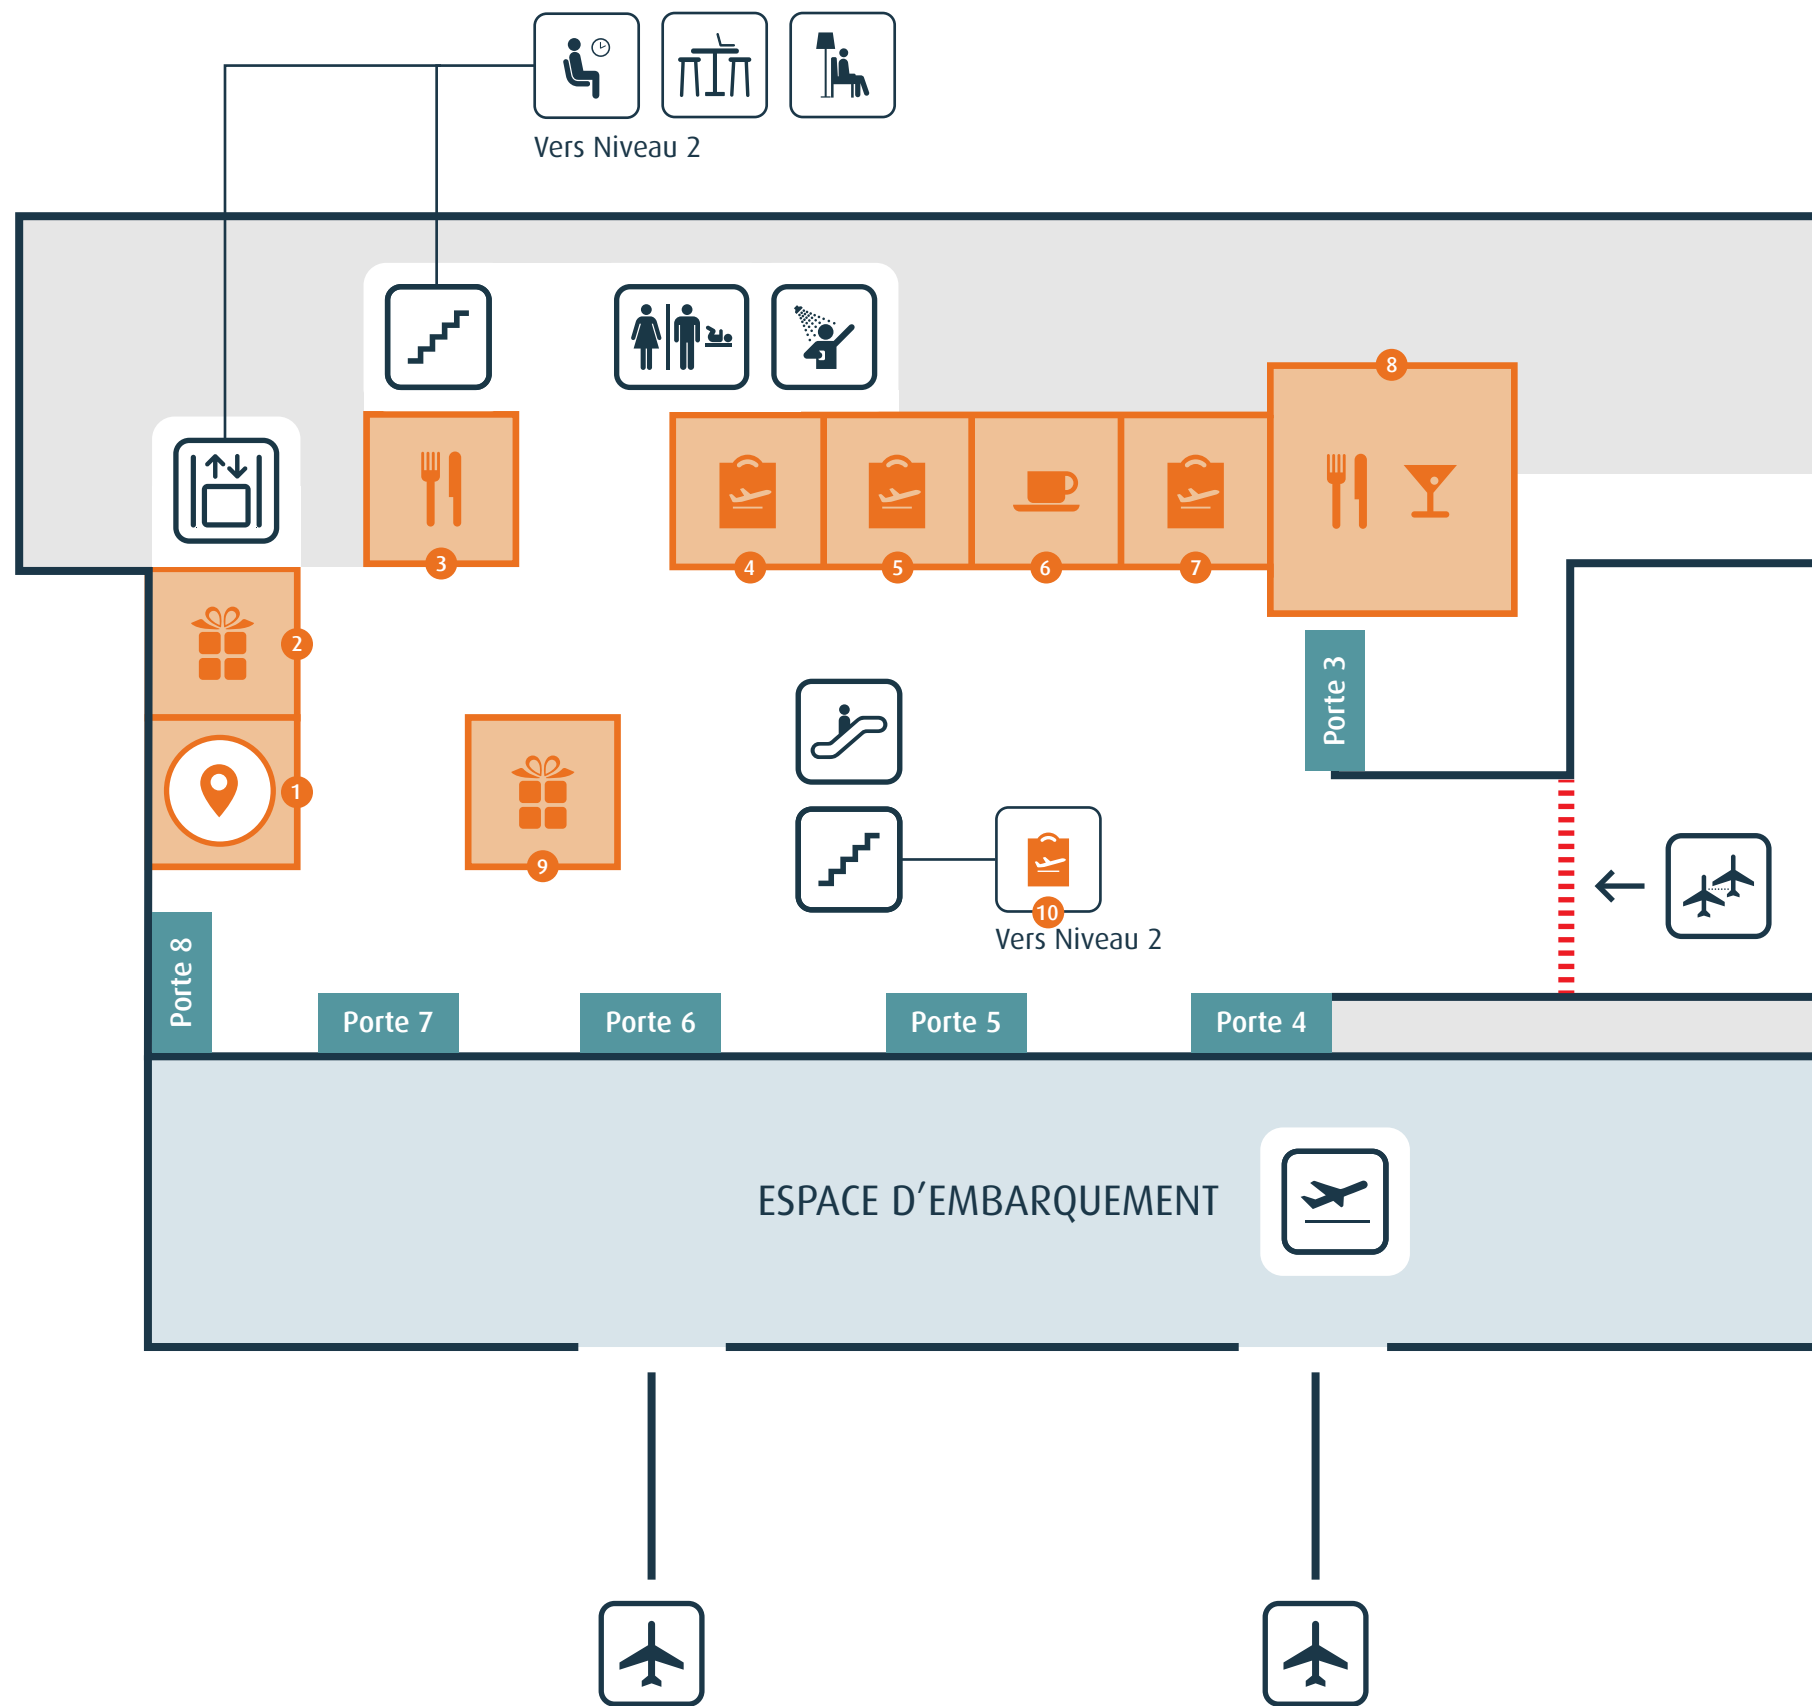 Vers Niveau 2
8
3
4
5
6
7
2
Porte 3
1
9
10
Vers Niveau 2
Porte 8
Porte 7
Porte 6
Porte 5
Porte 4
ESPACE D'EMBARQUEMENT